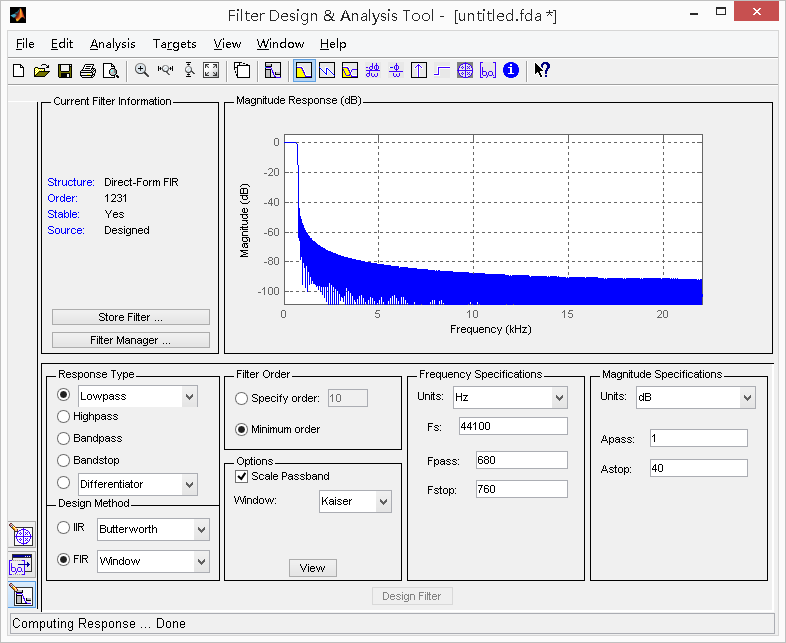 Filter Design & Analysis Tool - [untitled.fda *]
File Edit Analysis Targets View Window Help
Current Filter Information
Structure: Direct-Form FIR
Order: 1231
Stable: Yes
Source: Designed
Store Filter ...
Filter Manager ...
Magnitude Response (dB)
Magnitude (dB)
0
-20
-40
-60
-80
-100
0 5 10 15 20
Frequency (kHz)
Response Type
Lowpass
Highpass
Bandpass
Bandstop
Differentiator
Design Method
IIR Butterworth
FIR Window
Filter Order
Specify order: 10
Minimum order
Options
Scale Passband
Window: Kaiser
View
Frequency Specifications
Units: Hz
Fs: 44100
Fpass: 680
Fstop: 760
Magnitude Specifications
Units: dB
Apass: 1
Astop: 40
Design Filter
Computing Response ... Done